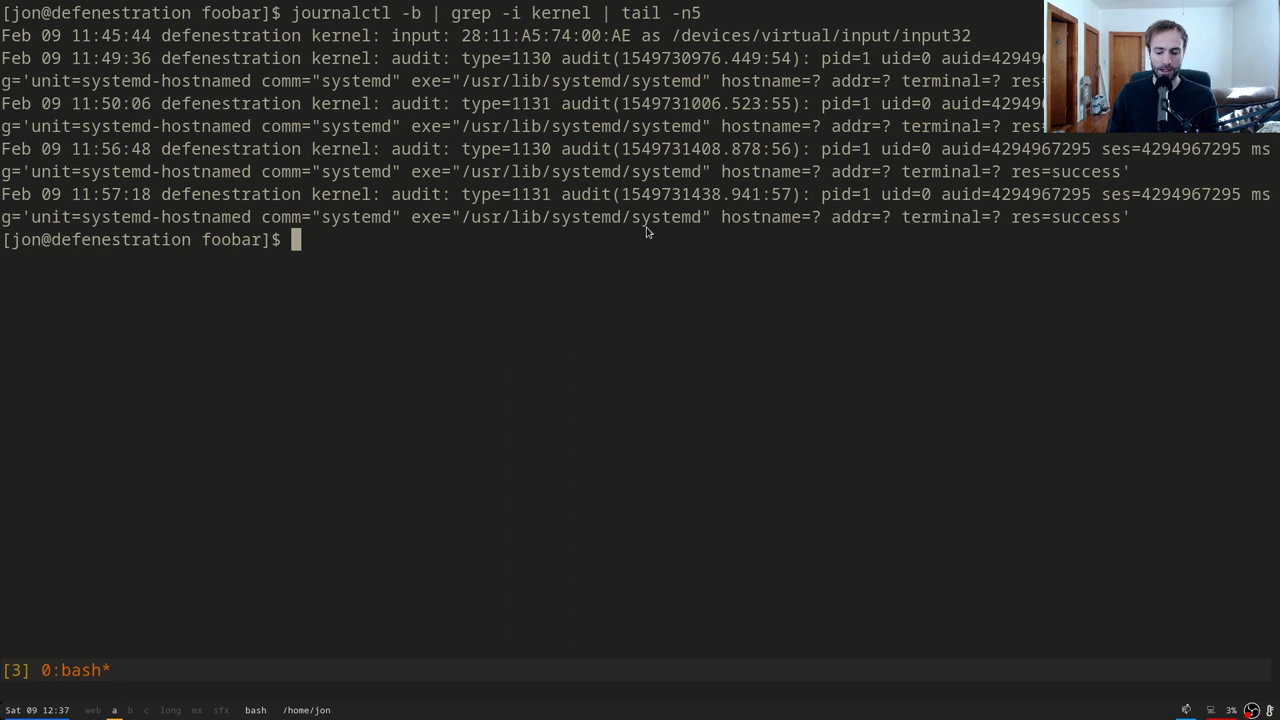 [jon@defenestration foobar]$ journalctl -b | grep -i kernel | tail -n5
Feb 09 11:45:44 defenestration kernel: input: 28:11:A5:74:00:AE as /devices/virtual/input/input32
Feb 09 11:49:36 defenestration kernel: audit: type=1130 audit(1549730976.449:54): pid=1 uid=0 auid=42949
g='unit=systemd-hostnamed comm="systemd" exe="/usr/lib/systemd/systemd" hostname=? addr=? terminal=? res=
Feb 09 11:50:06 defenestration kernel: audit: type=1131 audit(1549731006.523:55): pid=1 uid=0 auid=42949
g='unit=systemd-hostnamed comm="systemd" exe="/usr/lib/systemd/systemd" hostname=? addr=? terminal=? res=
Feb 09 11:56:48 defenestration kernel: audit: type=1130 audit(1549731408.878:56): pid=1 uid=0 auid=4294967295 ses=4294967295 ms
g='unit=systemd-hostnamed comm="systemd" exe="/usr/lib/systemd/systemd" hostname=? addr=? terminal=? res=success'
Feb 09 11:57:18 defenestration kernel: audit: type=1131 audit(1549731438.941:57): pid=1 uid=0 auid=4294967295 ses=4294967295 ms
g='unit=systemd-hostnamed comm="systemd" exe="/usr/lib/systemd/systemd" hostname=? addr=? terminal=? res=success'
[jon@defenestration foobar]$
[3] 0:bash*
Sat 09 12:37 web a b c long mx sfx bash /home/jon 3%